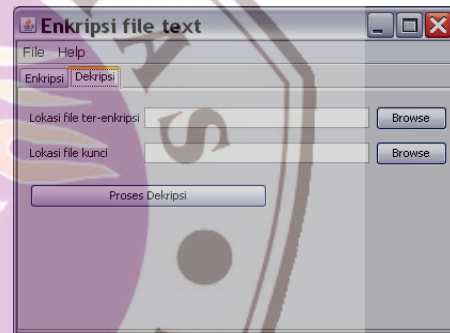 Enkripsi file text
File Help
Enkripsi Dekripsi
Lokasi file ter-enkripsi Browse
Lokasi file kunci Browse
Proses Dekripsi